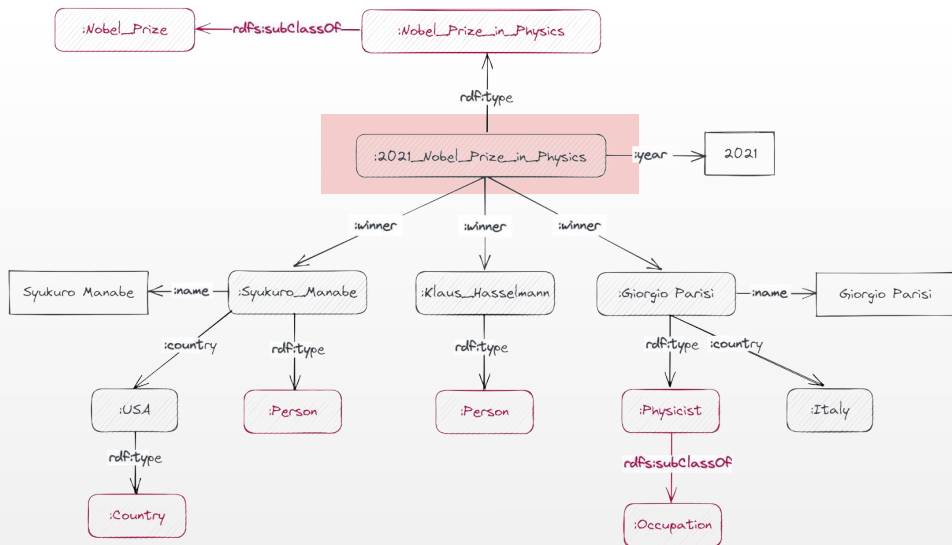 :Nobel_Prize
rdfs:subClassOf
:Nobel_Prize_in_Physics
rdf:type
:2021_Nobel_Prize_in_Physics
:year
2021
:winner
:winner
:winner
Syukuro Manabe
:name
:Syukuro_Manabe
:Klaus_Hasselmann
:Giorgio Parisi
:name
Giorgio Parisi
:country
rdf:type
rdf:type
rdf:type
:country
:USA
:Person
:Person
:Physicist
:Italy
rdf:type
rdfs:subClassOf
:Country
:Occupation